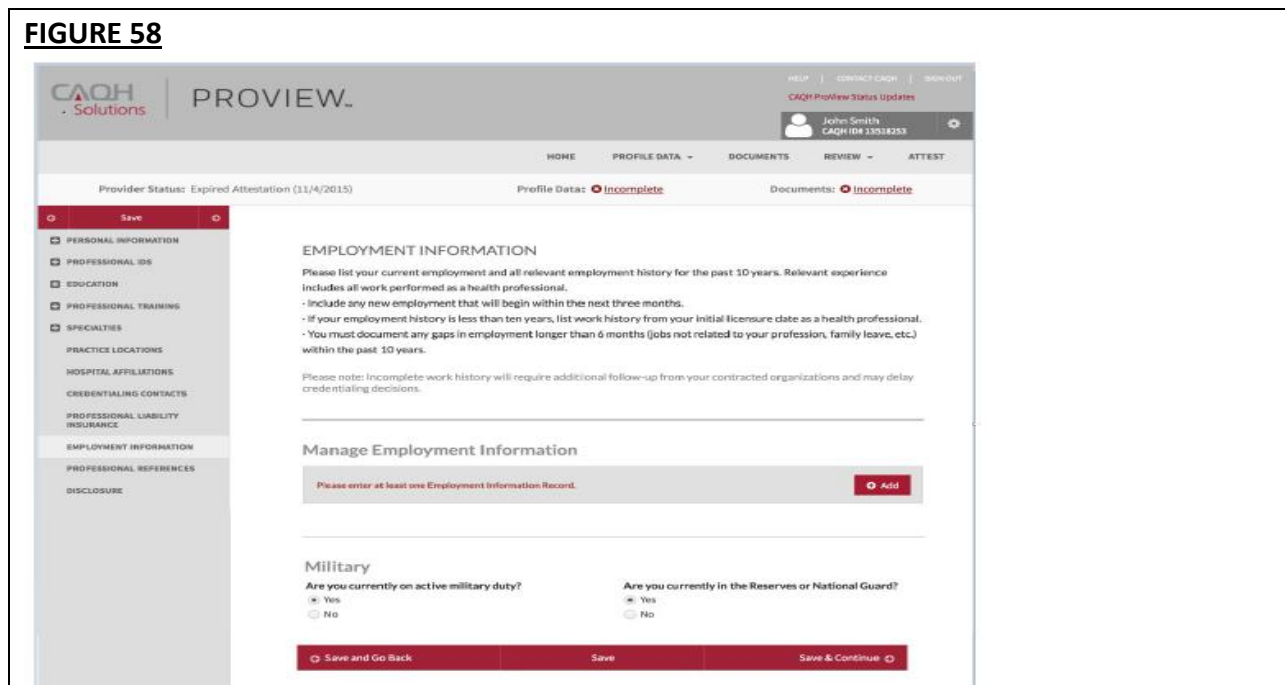 FIGURE 58
CAQH
Solutions
PROVIEW™
HELP | CONTACT CAQH | SIGN OUT
CAQH ProView Status Updates
John Smith
CAQH ID# 13518253
HOME PROFILE DATA DOCUMENTS REVIEW ATTEST
Provider Status: Expired Attestation (11/4/2015) Profile Data: Incomplete Documents: Incomplete
Save
PERSONAL INFORMATION
PROFESSIONAL IDS
EDUCATION
PROFESSIONAL TRAINING
SPECIALTIES
PRACTICE LOCATIONS
HOSPITAL AFFILIATIONS
CREDENTIALING CONTACTS
PROFESSIONAL LIABILITY
INSURANCE
EMPLOYMENT INFORMATION
PROFESSIONAL REFERENCES
DISCLOSURE
EMPLOYMENT INFORMATION
Please list your current employment and all relevant employment history for the past 10 years. Relevant experience
includes all work performed as a health professional.
- Include any new employment that will begin within the next three months.
- If your employment history is less than ten years, list work history from your initial licensure date as a health professional.
- You must document any gaps in employment longer than 6 months (jobs not related to your profession, family leave, etc.)
within the past 10 years.
Please note: Incomplete work history will require additional follow-up from your contracted organizations and may delay
credentialing decisions.
Manage Employment Information
Please enter at least one Employment Information Record. Add
Military
Are you currently on active military duty? Are you currently in the Reserves or National Guard?
Yes Yes
No No
Save and Go Back Save Save & Continue